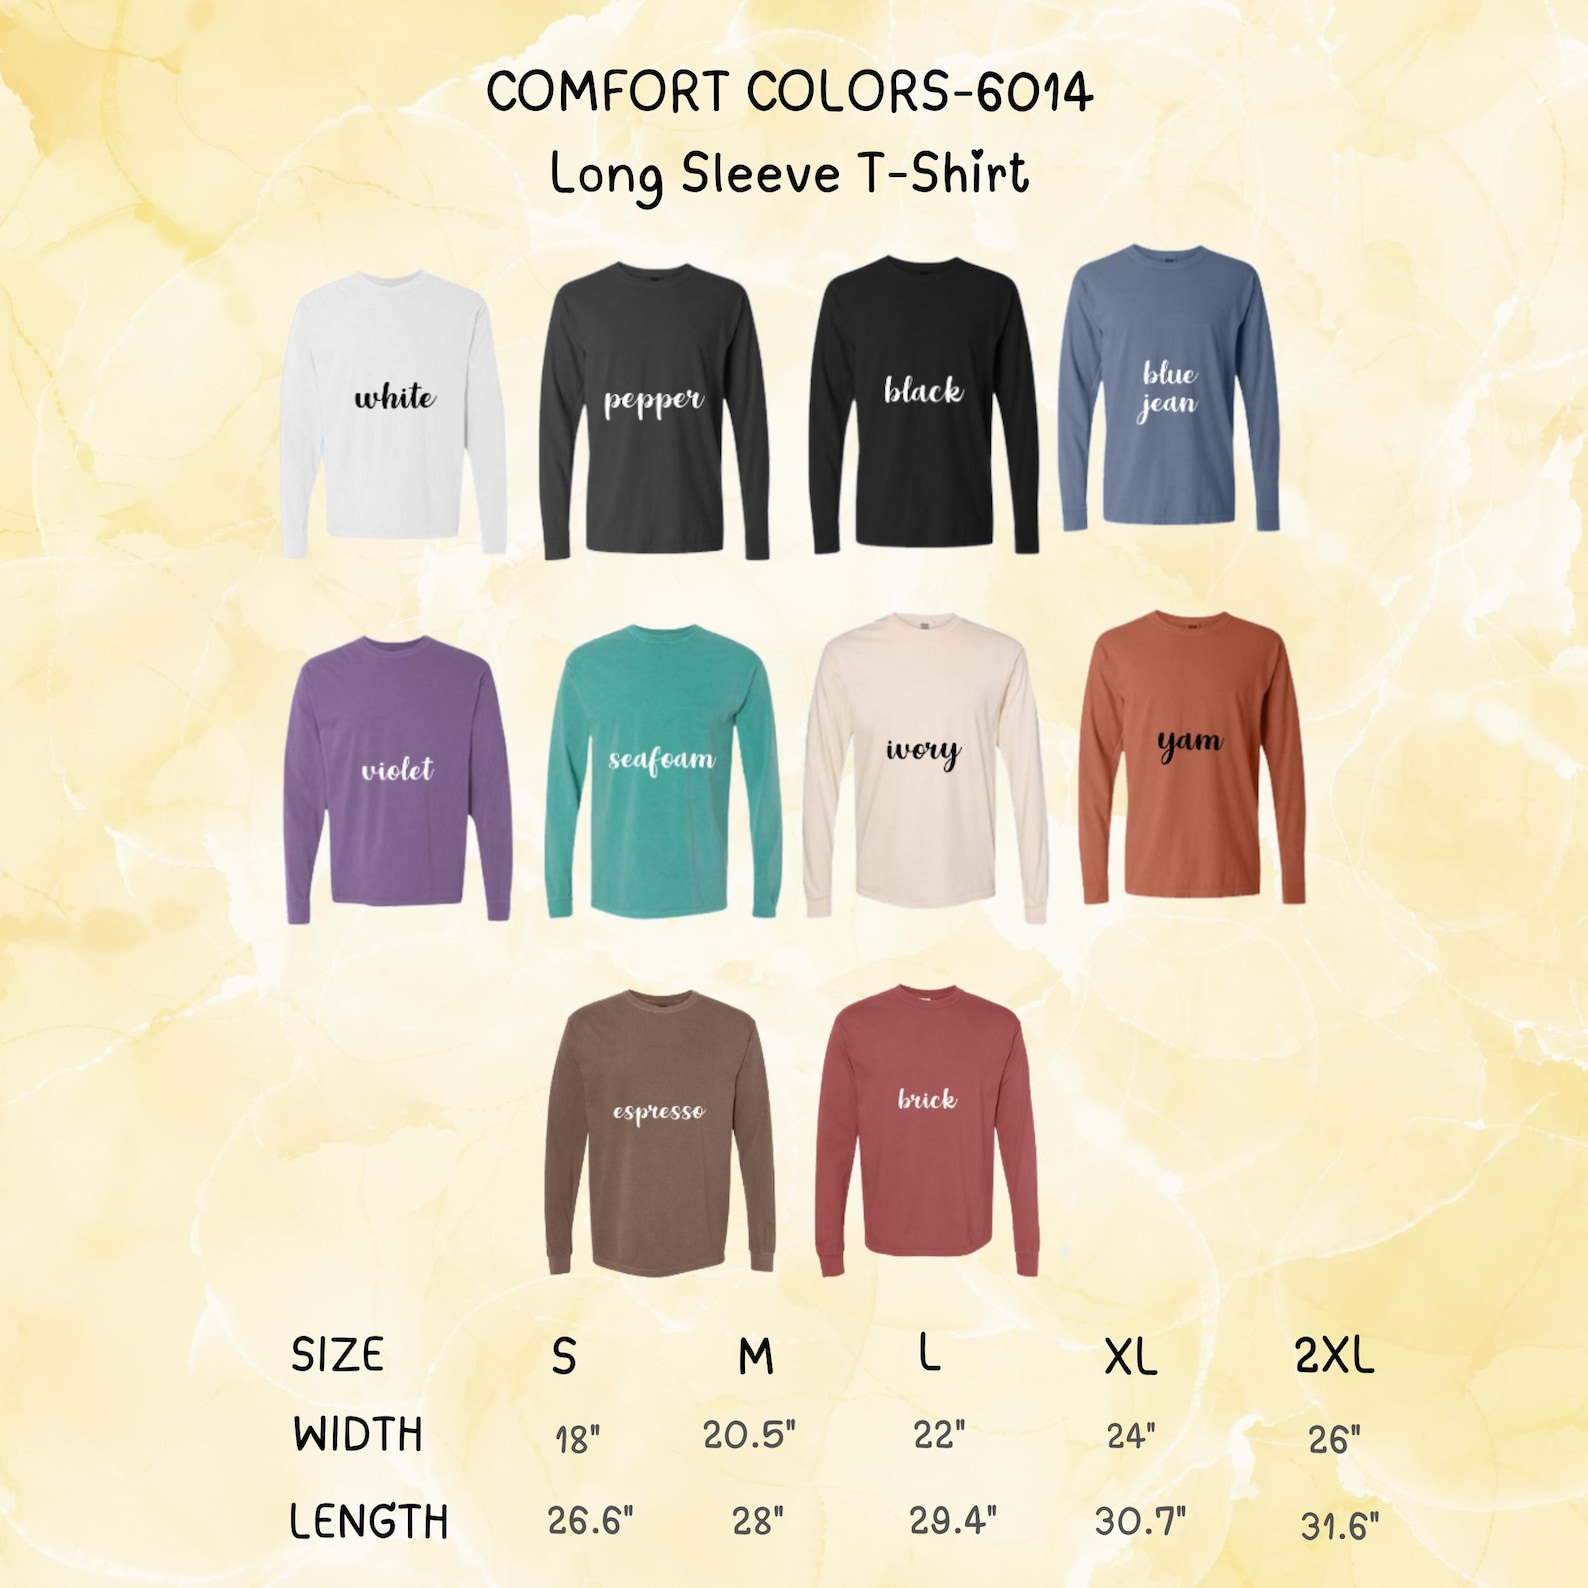 COMFORT COLORS-6014
Long Sleeve T-Shirt
white
pepper
black
blue
jean
violet
seafoam
ivory
yam
espresso
brick
SIZE S M L XL 2XL
WIDTH 18" 20.5" 22" 24" 26"
LENGTH 26.6" 28" 29.4" 30.7" 31.6"